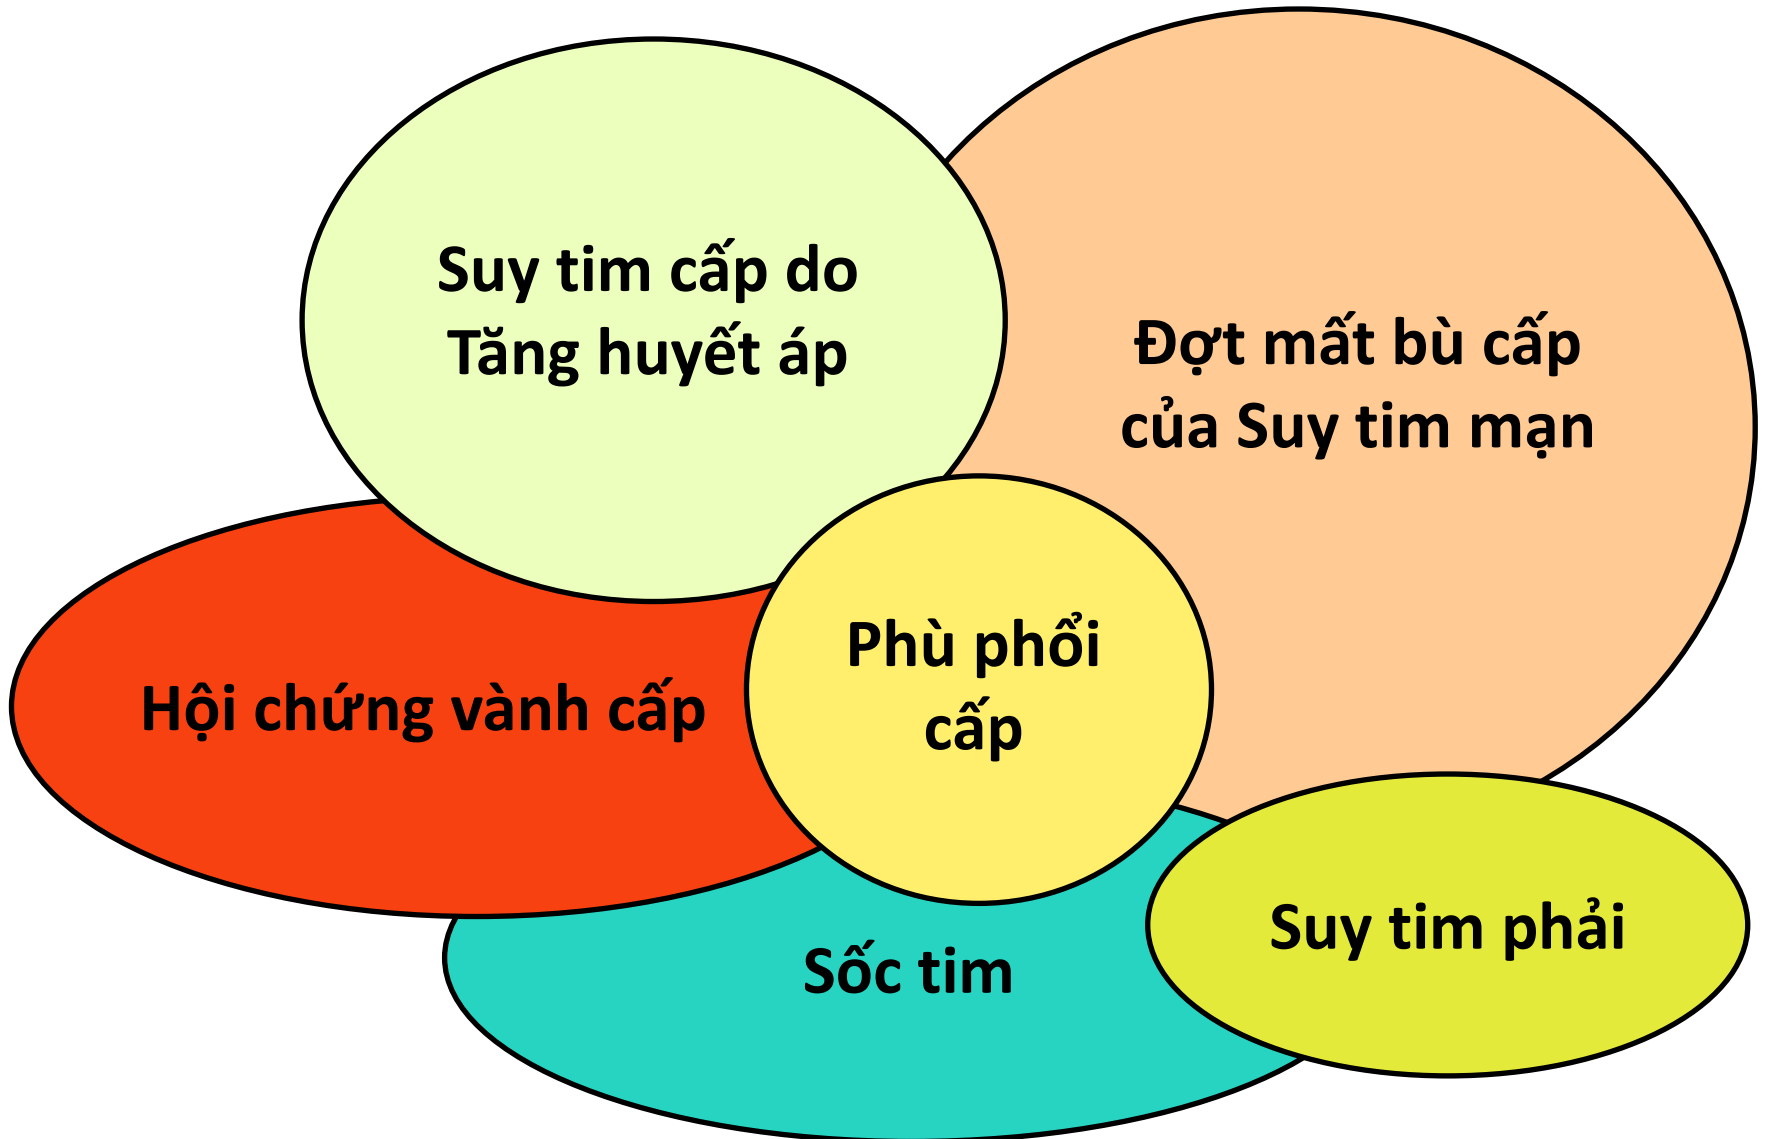 Suy tim cấp do
Tăng huyết áp
Đợt mất bù cấp
của Suy tim mạn
Phù phổi
cấp
Hội chứng vành cấp
Suy tim phải
Sốc tim